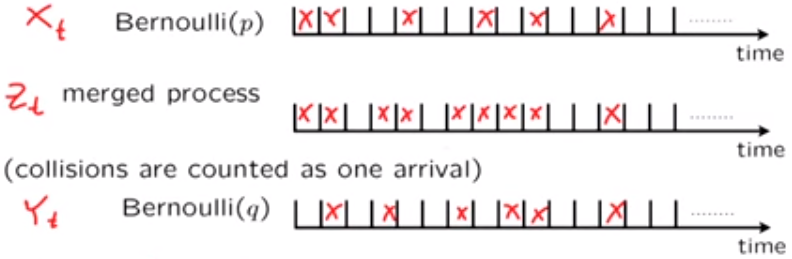 X_t Bernoulli(p) X X X X X X ........
time
Z_t merged process X X X X X X X X X ........
time
(collisions are counted as one arrival)
Y_t Bernoulli(q) X X X X X X ........
time